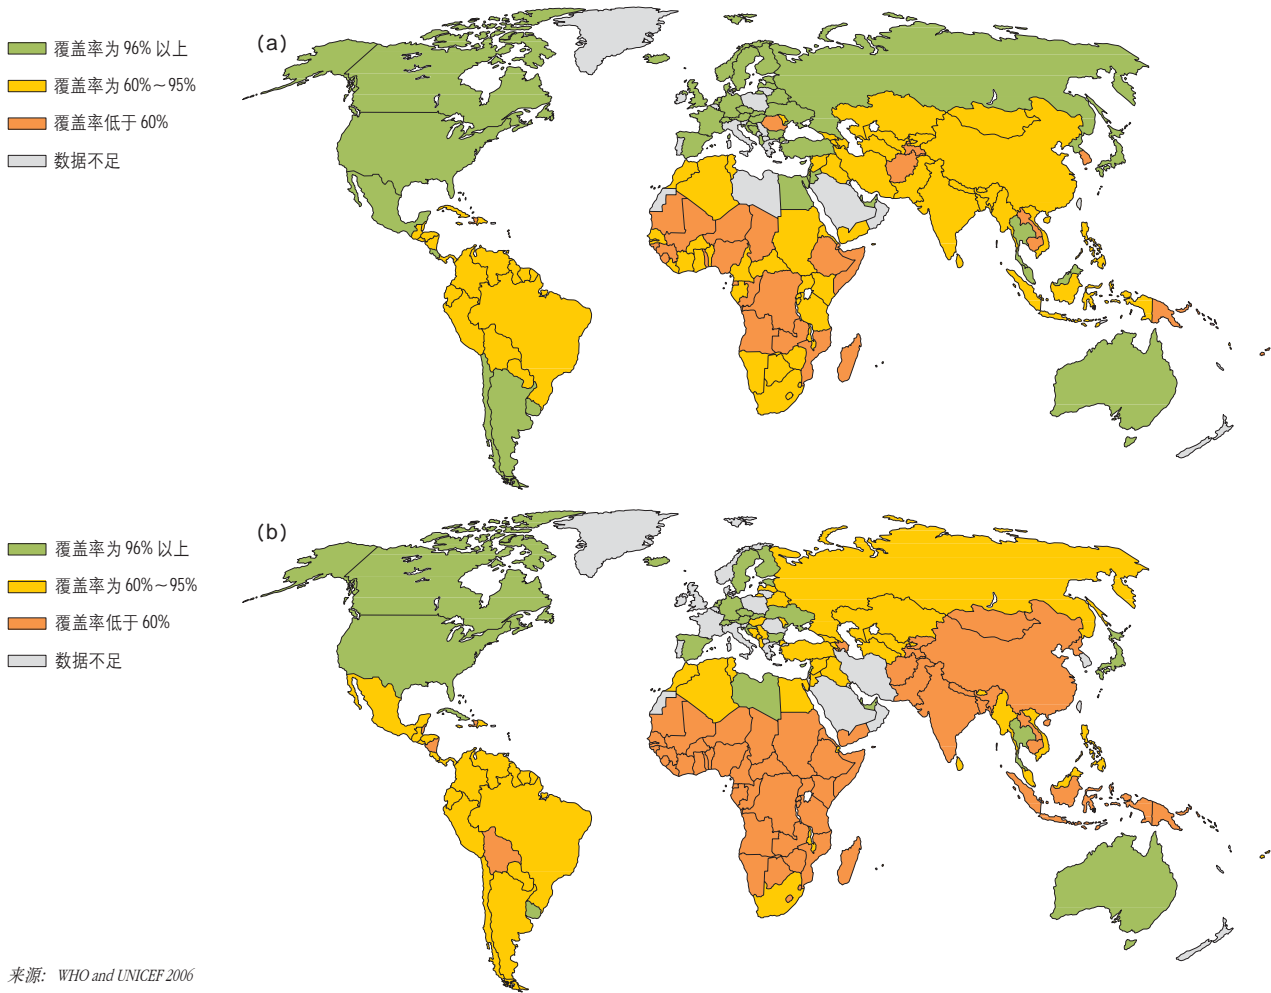 (a)
覆盖率为 96% 以上
覆盖率为 60%～95%
覆盖率低于 60%
数据不足
(b)
覆盖率为 96% 以上
覆盖率为 60%～95%
覆盖率低于 60%
数据不足
来源: WHO and UNICEF 2006